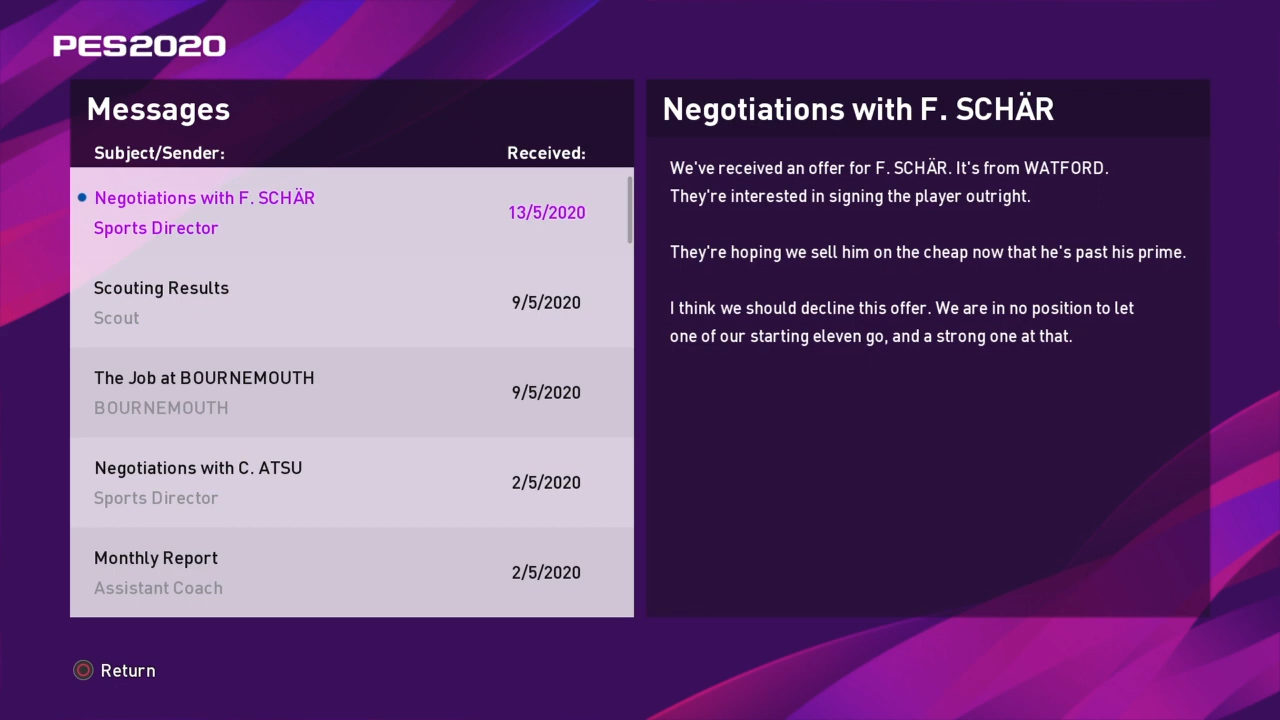 PES2020
Messages
Subject/Sender:
Received:
Negotiations with F. SCHÄR
Sports Director
13/5/2020
Scouting Results
Scout
9/5/2020
The Job at BOURNEMOUTH
BOURNEMOUTH
9/5/2020
Negotiations with C. ATSU
Sports Director
2/5/2020
Monthly Report
Assistant Coach
2/5/2020
Negotiations with F. SCHÄR
We've received an offer for F. SCHÄR. It's from WATFORD.
They're interested in signing the player outright.
They're hoping we sell him on the cheap now that he's past his prime.
I think we should decline this offer. We are in no position to let
one of our starting eleven go, and a strong one at that.
Return